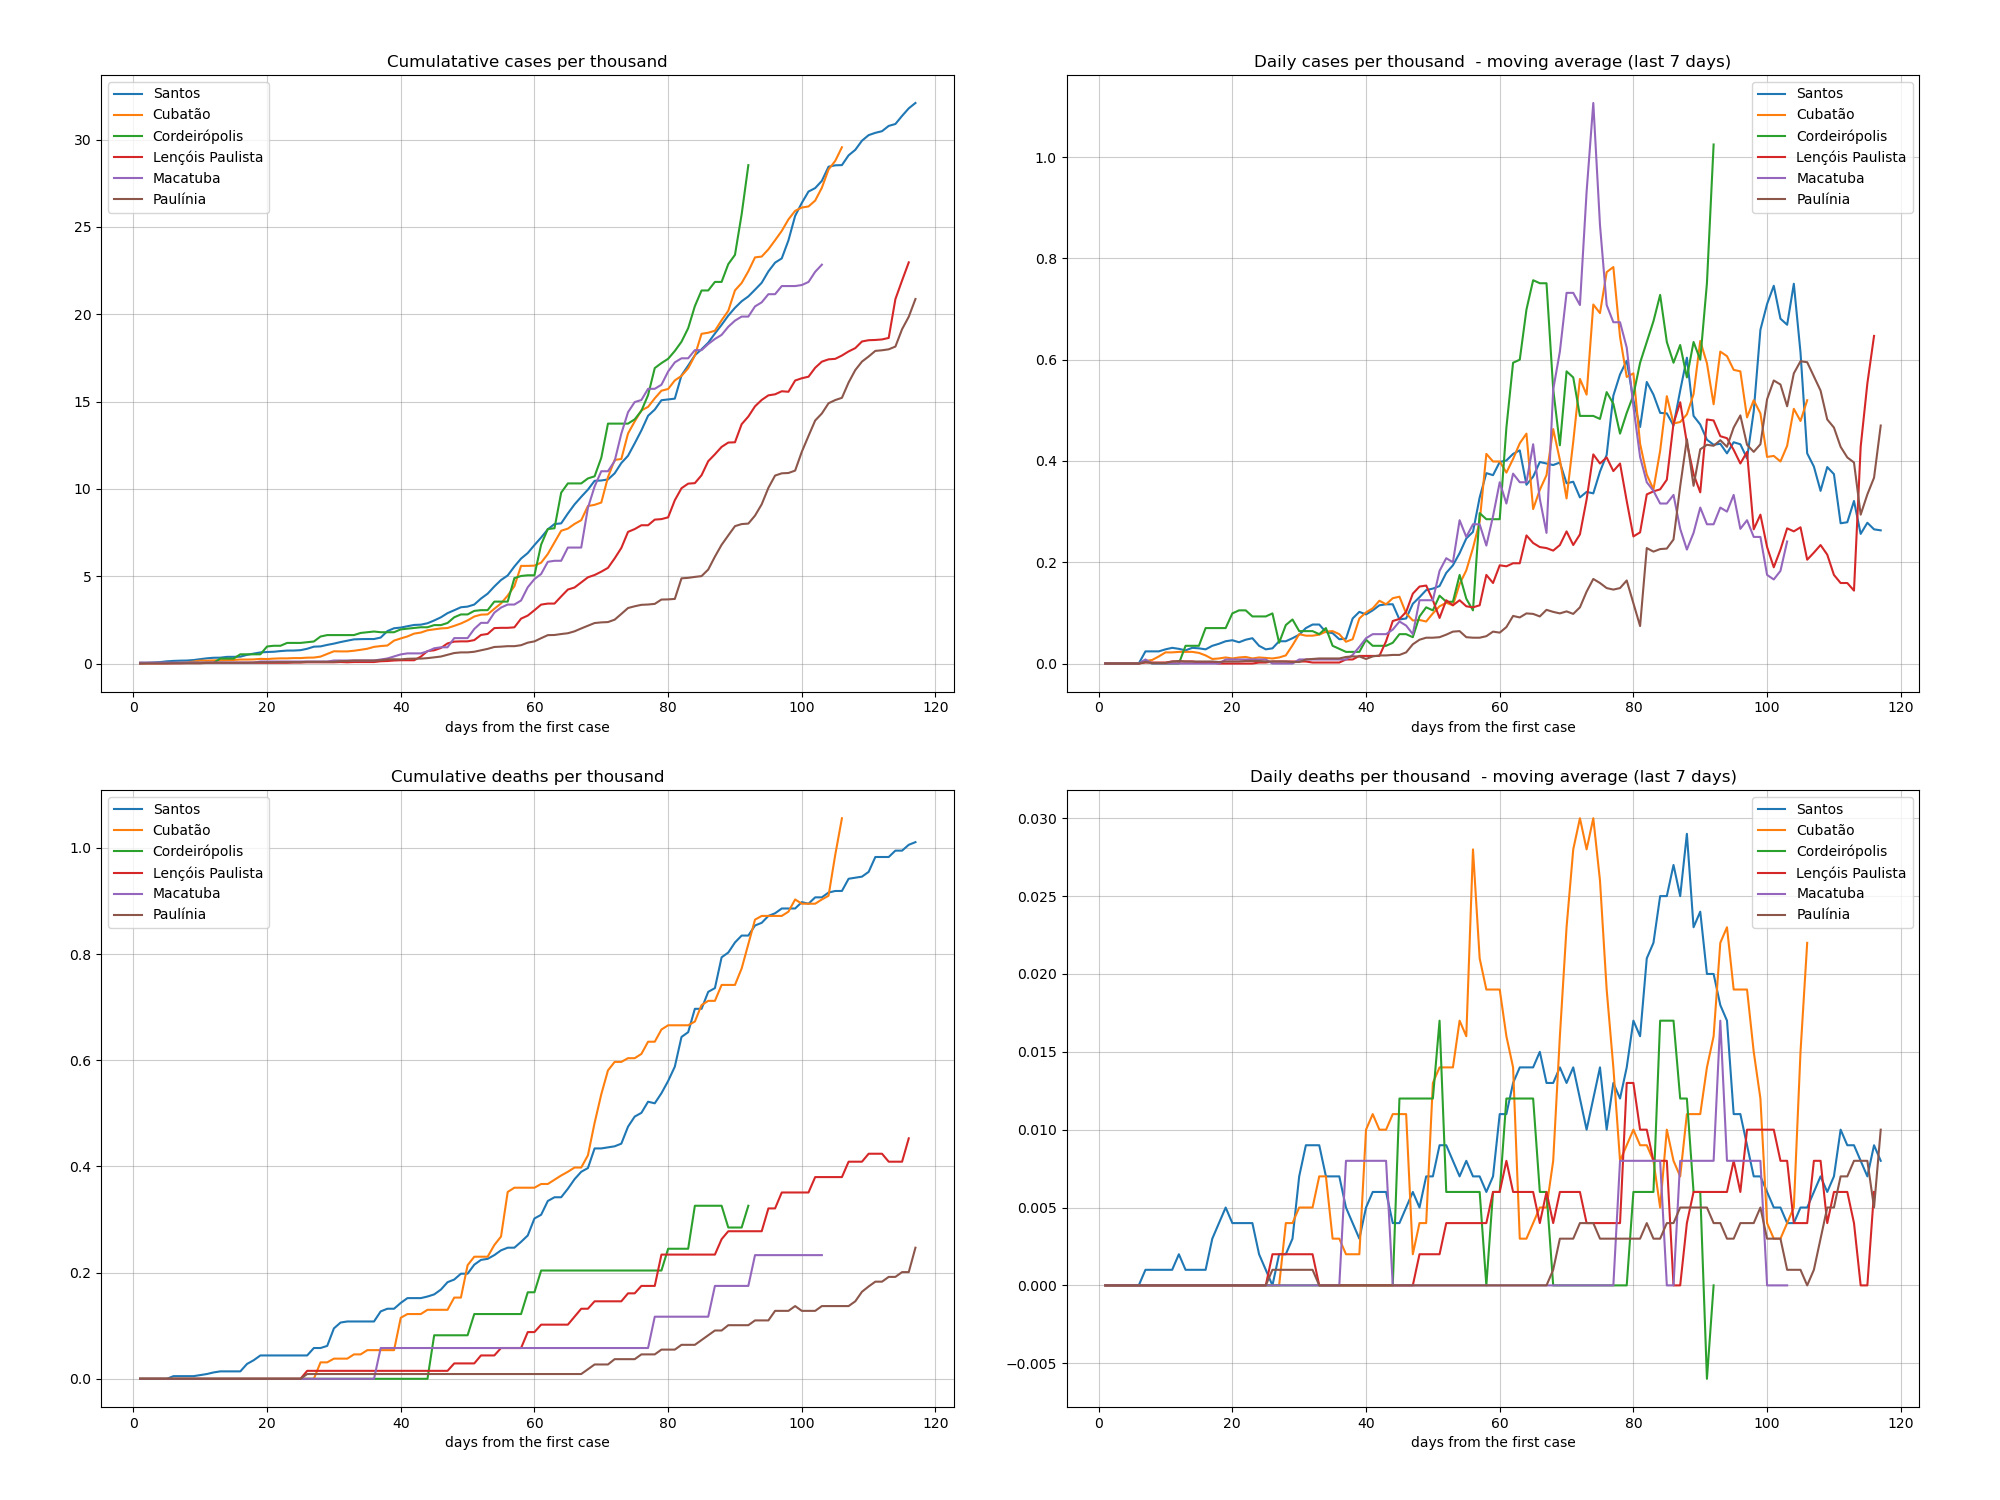 Cumulatative cases per thousand
Santos
Cubatão
Cordeirópolis
Lençóis Paulista
Macatuba
Paulínia
30
25
20
15
10
5
0
0 20 40 60 80 100 120
days from the first case
Daily cases per thousand - moving average (last 7 days)
Santos
Cubatão
Cordeirópolis
Lençóis Paulista
Macatuba
Paulínia
1.0
0.8
0.6
0.4
0.2
0.0
0 20 40 60 80 100 120
days from the first case
Cumulative deaths per thousand
Santos
Cubatão
Cordeirópolis
Lençóis Paulista
Macatuba
Paulínia
1.0
0.8
0.6
0.4
0.2
0.0
0 20 40 60 80 100 120
days from the first case
Daily deaths per thousand - moving average (last 7 days)
Santos
Cubatão
Cordeirópolis
Lençóis Paulista
Macatuba
Paulínia
0.030
0.025
0.020
0.015
0.010
0.005
0.000
−0.005
0 20 40 60 80 100 120
days from the first case